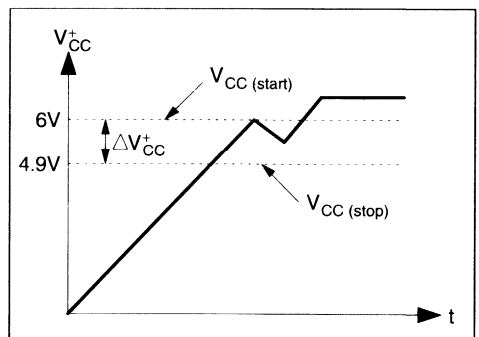 V+CC
VCC (start)
6V
ΔV+CC
4.9V
VCC (stop)
t